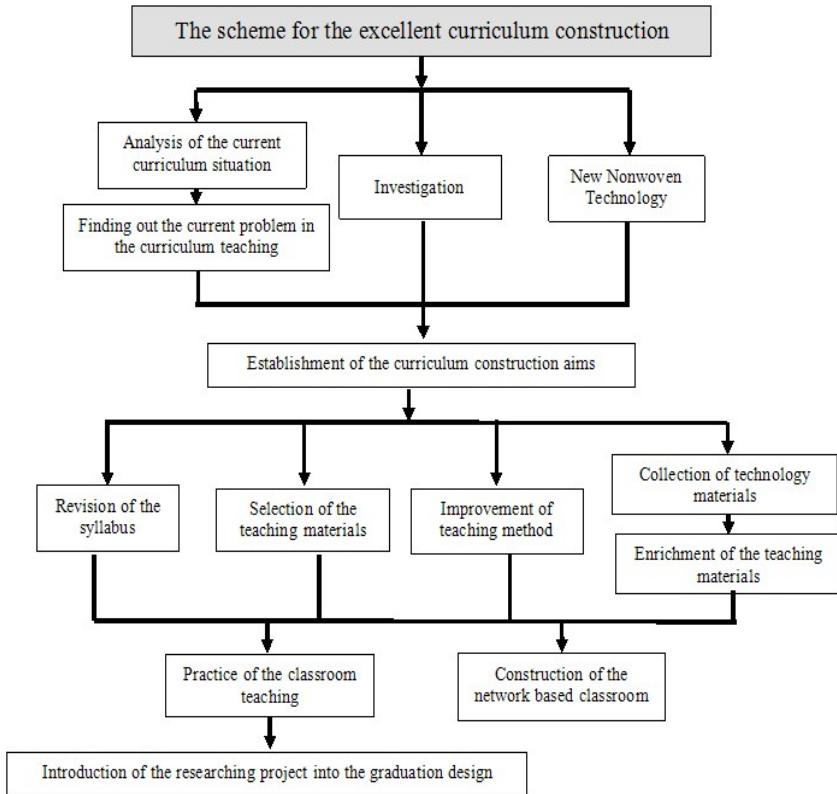 The scheme for the excellent curriculum construction
Analysis of the current
curriculum situation
Investigation
New Nonwoven
Technology
Finding out the current problem in
the curriculum teaching
Establishment of the curriculum construction aims
Revision of the
syllabus
Selection of the
teaching materials
Improvement of
teaching method
Collection of technology
materials
Enrichment of the teaching
materials
Practice of the classroom
teaching
Construction of the
network based classroom
Introduction of the researching project into the graduation design